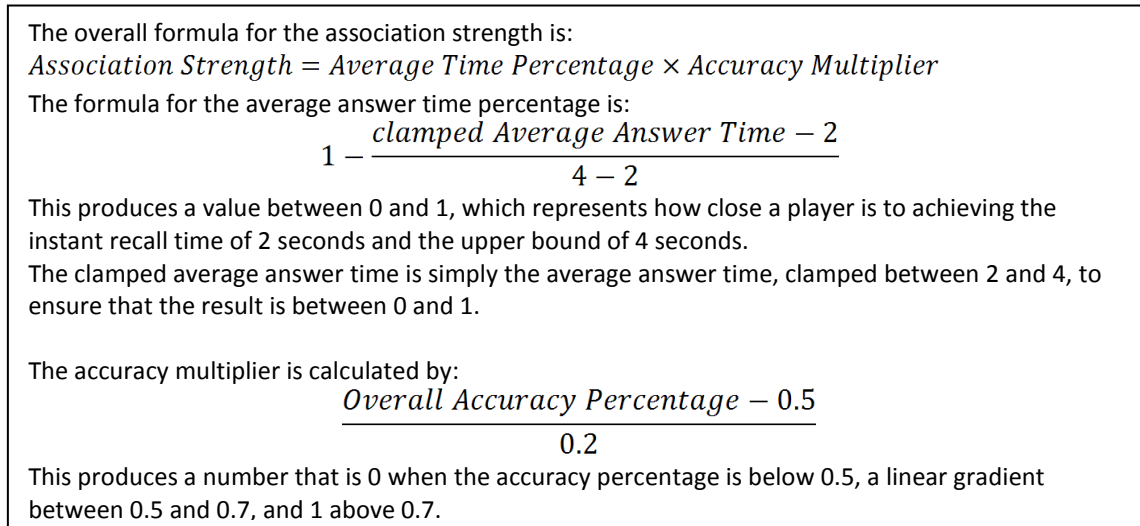 The overall formula for the association strength is:
Association Strength = Average Time Percentage × Accuracy Multiplier
The formula for the average answer time percentage is:
1 − (clamped Average Answer Time − 2) / (4 − 2)
This produces a value between 0 and 1, which represents how close a player is to achieving the
instant recall time of 2 seconds and the upper bound of 4 seconds.
The clamped average answer time is simply the average answer time, clamped between 2 and 4, to
ensure that the result is between 0 and 1.
The accuracy multiplier is calculated by:
(Overall Accuracy Percentage − 0.5) / 0.2
This produces a number that is 0 when the accuracy percentage is below 0.5, a linear gradient
between 0.5 and 0.7, and 1 above 0.7.